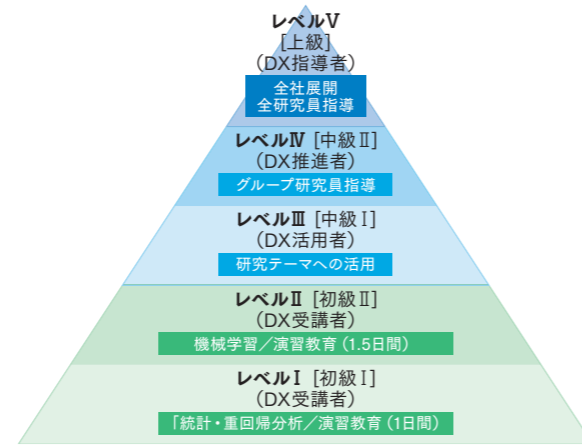 レベルⅤ
[上級]
(DX指導者)
全社展開
全研究員指導
レベルⅣ [中級Ⅱ]
(DX推進者)
グループ研究員指導
レベルⅢ [中級Ⅰ]
(DX活用者)
研究テーマへの活用
レベルⅡ [初級Ⅱ]
(DX受講者)
機械学習／演習教育(1.5日間)
レベルⅠ [初級Ⅰ]
(DX受講者)
「統計・重回帰分析／演習教育(1日間)